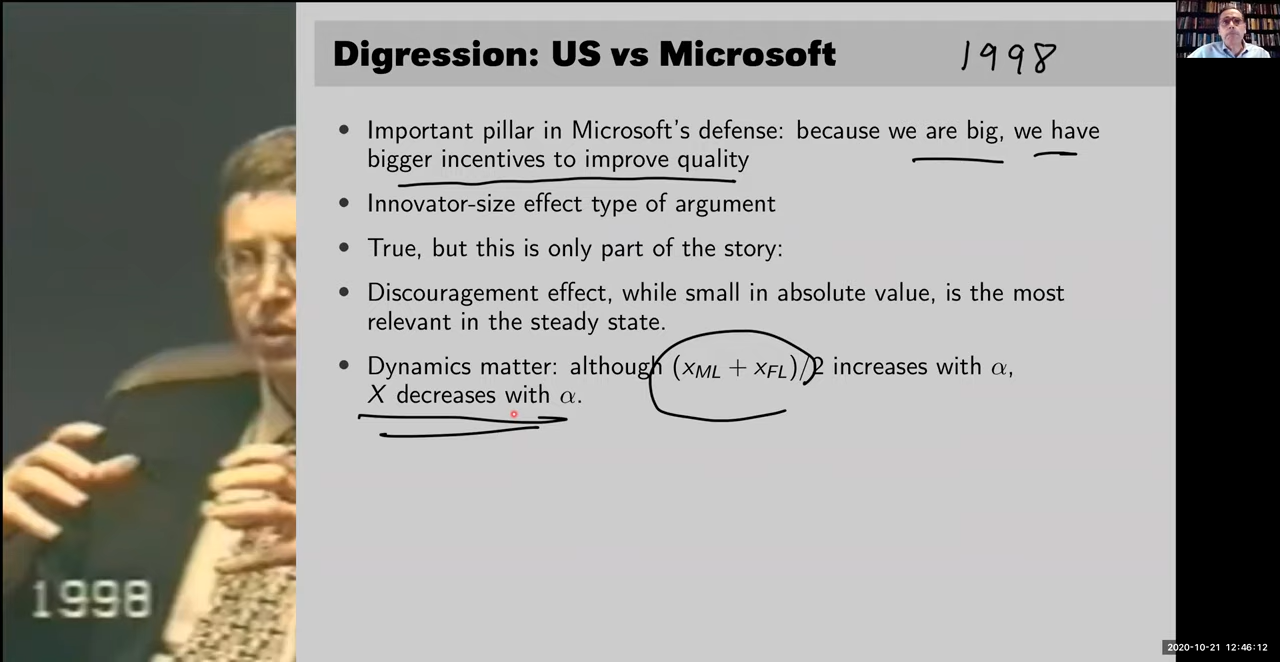 Digression: US vs Microsoft 1998
• Important pillar in Microsoft's defense: because we are big, we have
bigger incentives to improve quality
• Innovator-size effect type of argument
• True, but this is only part of the story:
• Discouragement effect, while small in absolute value, is the most
relevant in the steady state.
• Dynamics matter: although (x_ML + x_FL)/2 increases with α,
X decreases with α.
1998
2020-10-21 12:46:12